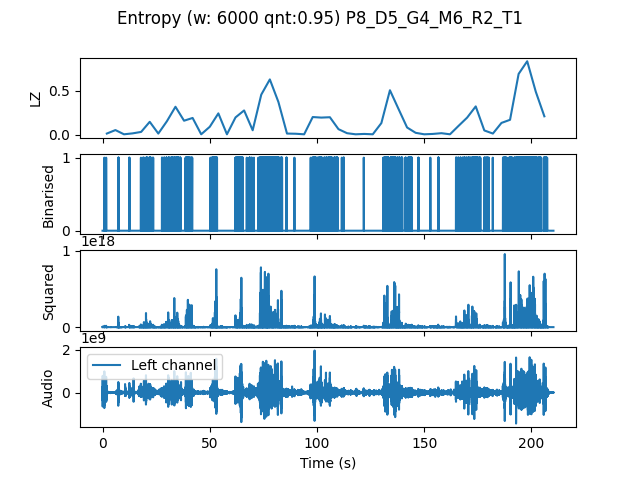 Entropy (w: 6000 qnt:0.95) P8_D5_G4_M6_R2_T1
LZ
0.5
0.0
Binarised
1
0
1e18
Squared
1
0
1e9
Audio
2
0
Left channel
0
50
100
150
200
Time (s)